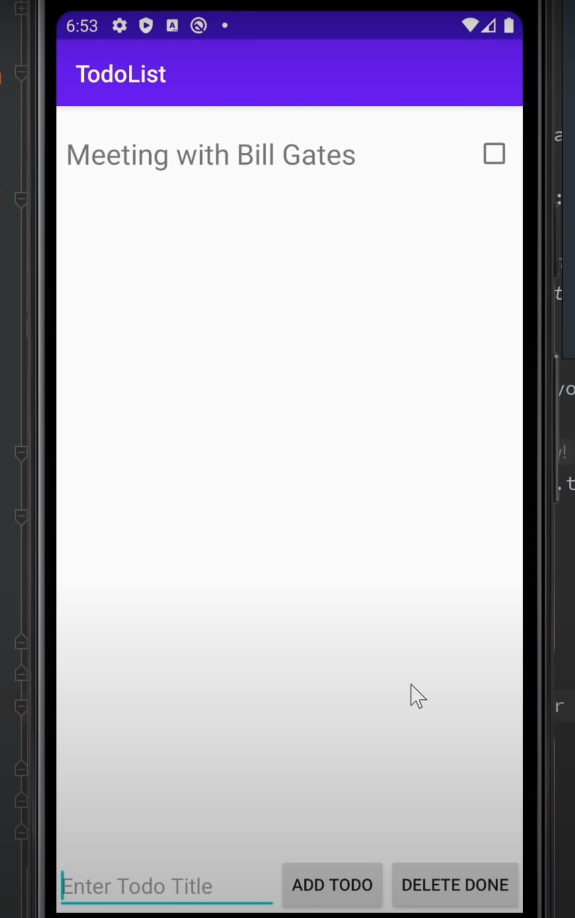 6:53
TodoList
Meeting with Bill Gates
Enter Todo Title
ADD TODO
DELETE DONE